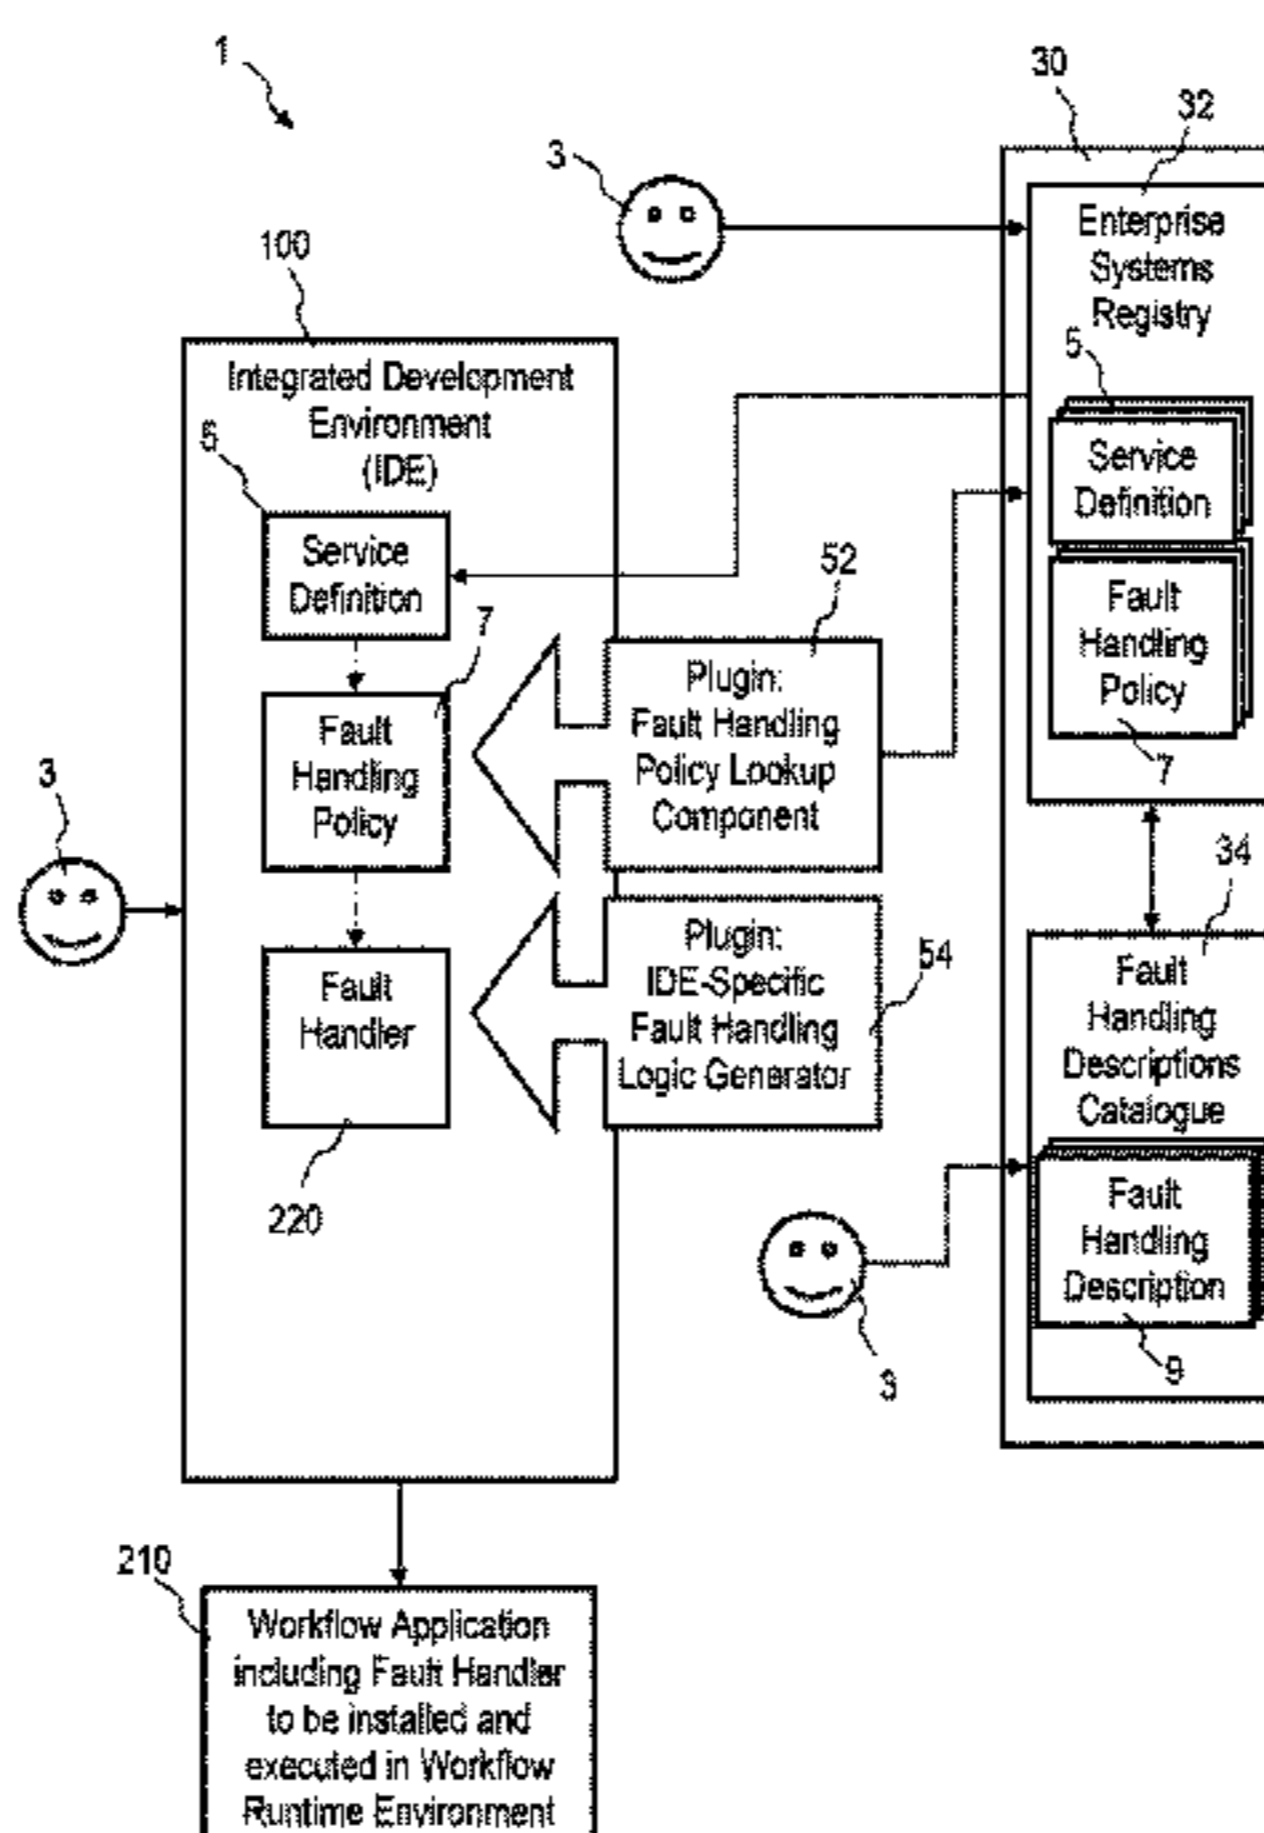 1
30
32
3
Enterprise
Systems
Registry
100
Integrated Development
Environment
(IDE)
5
5
Service
Definition
Service
Definition
7
52
Fault
Handling
Policy
7
Plugin:
Fault Handling
Policy Lookup
Component
Fault
Handling
Policy
3
34
Fault
Handler
Plugin:
IDE-Specific
Fault Handling
Logic Generator
54
Fault
Handling
Descriptions
Catalogue
220
Fault
Handling
Description
9
3
210
Workflow Application
including Fault Handler
to be installed and
executed in Workflow
Runtime Environment